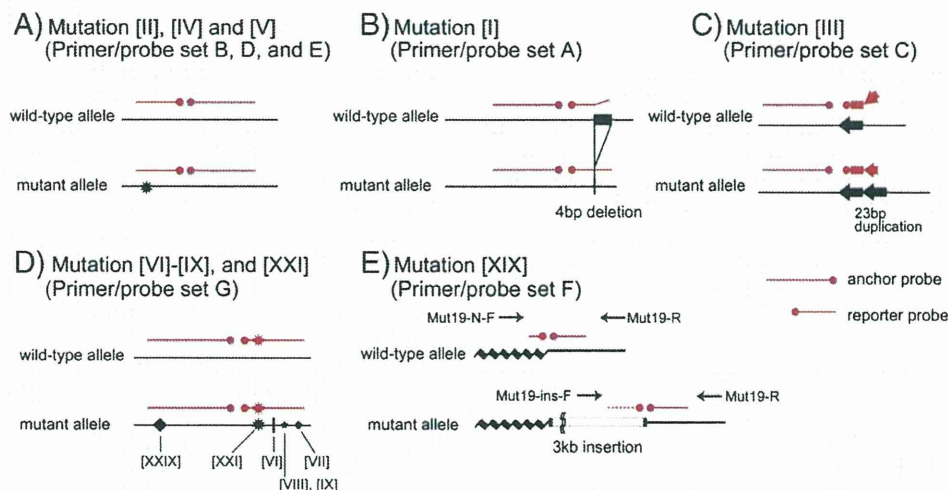 A) Mutation [II], [IV] and [V]
(Primer/probe set B, D, and E)
wild-type allele
mutant allele
B) Mutation [I]
(Primer/probe set A)
wild-type allele
mutant allele
4bp deletion
C) Mutation [III]
(Primer/probe set C)
wild-type allele
mutant allele
23bp
duplication
D) Mutation [VI]-[IX], and [XXI]
(Primer/probe set G)
wild-type allele
mutant allele
[XXIX]
[XXI]
[VI]
[VII]
[VIII], [IX]
E) Mutation [XIX]
(Primer/probe set F)
Mut19-N-F
Mut19-R
wild-type allele
Mut19-ins-F
Mut19-R
mutant allele
3kb insertion
anchor probe
reporter probe